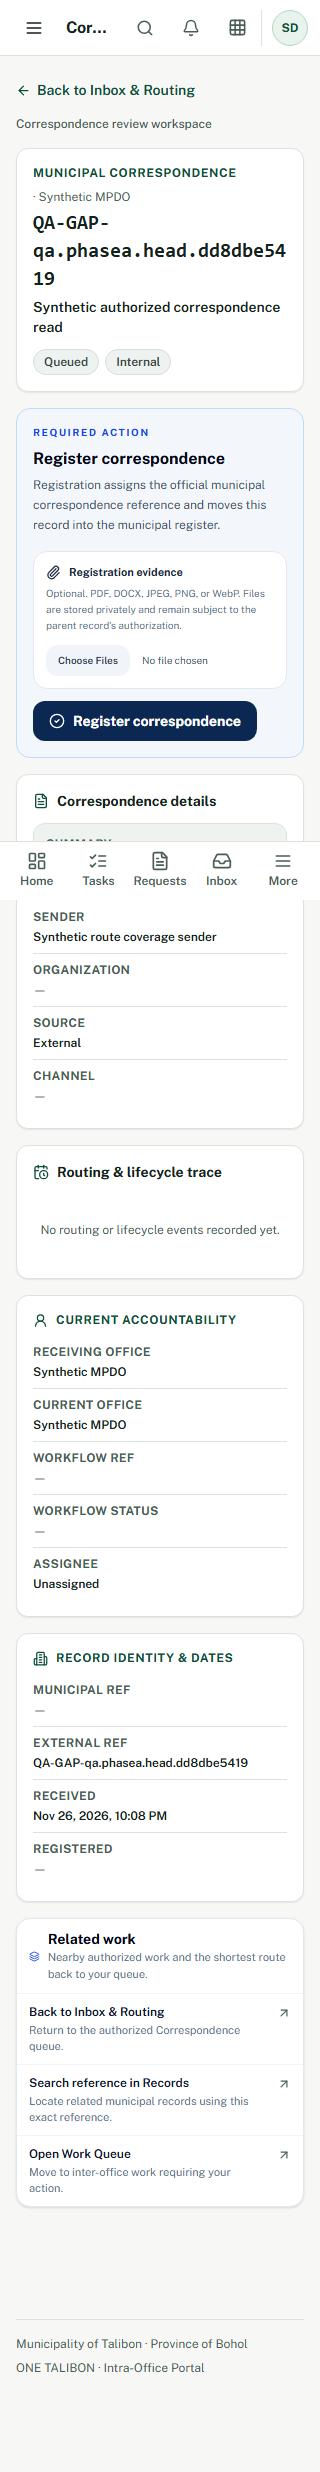 Cor...
SD
Back to Inbox & Routing
Correspondence review workspace
MUNICIPAL CORRESPONDENCE
· Synthetic MPDO
QA-GAP-
qa.phasea.head.dd8dbe54
19
Synthetic authorized correspondence
read
Queued Internal
REQUIRED ACTION
Register correspondence
Registration assigns the official municipal
correspondence reference and moves this
record into the municipal register.
Registration evidence
Optional. PDF, DOCX, JPEG, PNG, or WebP. Files
are stored privately and remain subject to the
parent record's authorization.
Choose Files No file chosen
Register correspondence
Correspondence details
Home Tasks Requests Inbox More
SENDER
Synthetic route coverage sender
ORGANIZATION
—
SOURCE
External
CHANNEL
—
Routing & lifecycle trace
No routing or lifecycle events recorded yet.
CURRENT ACCOUNTABILITY
RECEIVING OFFICE
Synthetic MPDO
CURRENT OFFICE
Synthetic MPDO
WORKFLOW REF
—
WORKFLOW STATUS
—
ASSIGNEE
Unassigned
RECORD IDENTITY & DATES
MUNICIPAL REF
—
EXTERNAL REF
QA-GAP-qa.phasea.head.dd8dbe5419
RECEIVED
Nov 26, 2026, 10:08 PM
REGISTERED
—
Related work
Nearby authorized work and the shortest route
back to your queue.
Back to Inbox & Routing
Return to the authorized Correspondence
queue.
Search reference in Records
Locate related municipal records using this
exact reference.
Open Work Queue
Move to inter-office work requiring your
action.
Municipality of Talibon · Province of Bohol
ONE TALIBON · Intra-Office Portal